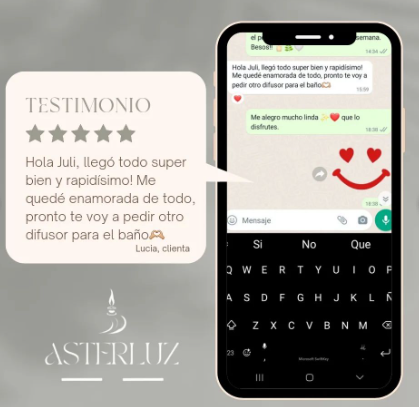 TESTIMONIO
Hola Juli, llegó todo super
bien y rapidísimo! Me
quedé enamorada de todo,
pronto te voy a pedir otro
difusor para el baño🫶🏼
Lucia, clienta
ASTERLUZ
semana.
Besos!!
Hola Juli, llegó todo super bien y rapidísimo!
Me quedé enamorada de todo, pronto te voy a
pedir otro difusor para el baño🫶🏼
15:59
Me alegro mucho linda ❤️ que lo
disfrutes.
Mensaje
Si No Que
Q W E R T Y U I O P
A S D F G H J K L Ñ
Z X C V B N M